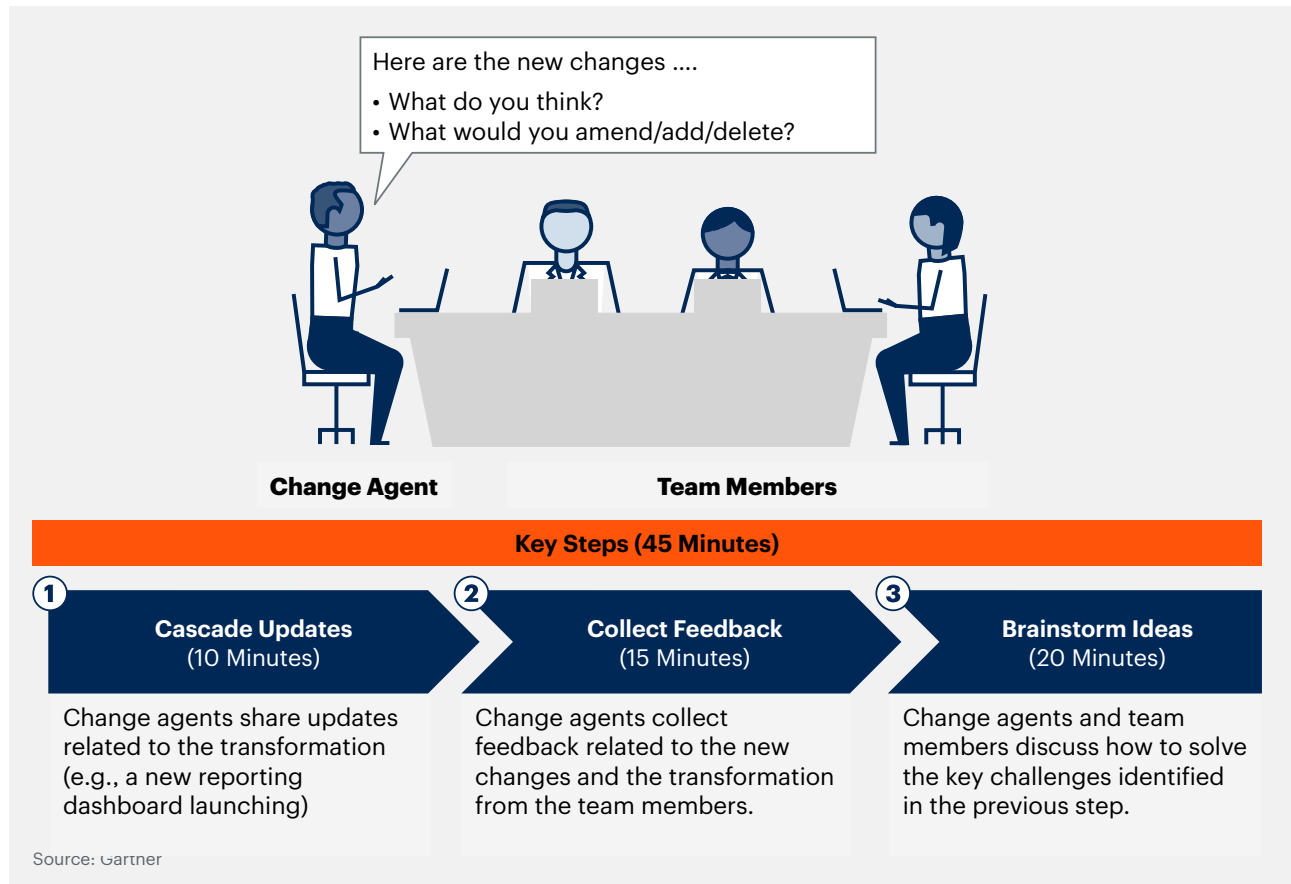 Here are the new changes ....
• What do you think?
• What would you amend/add/delete?
Change Agent
Team Members
Key Steps (45 Minutes)
1
Cascade Updates
(10 Minutes)
Change agents share updates
related to the transformation
(e.g., a new reporting
dashboard launching)
2
Collect Feedback
(15 Minutes)
Change agents collect
feedback related to the new
changes and the transformation
from the team members.
3
Brainstorm Ideas
(20 Minutes)
Change agents and team
members discuss how to solve
the key challenges identified
in the previous step.
Source: Gartner